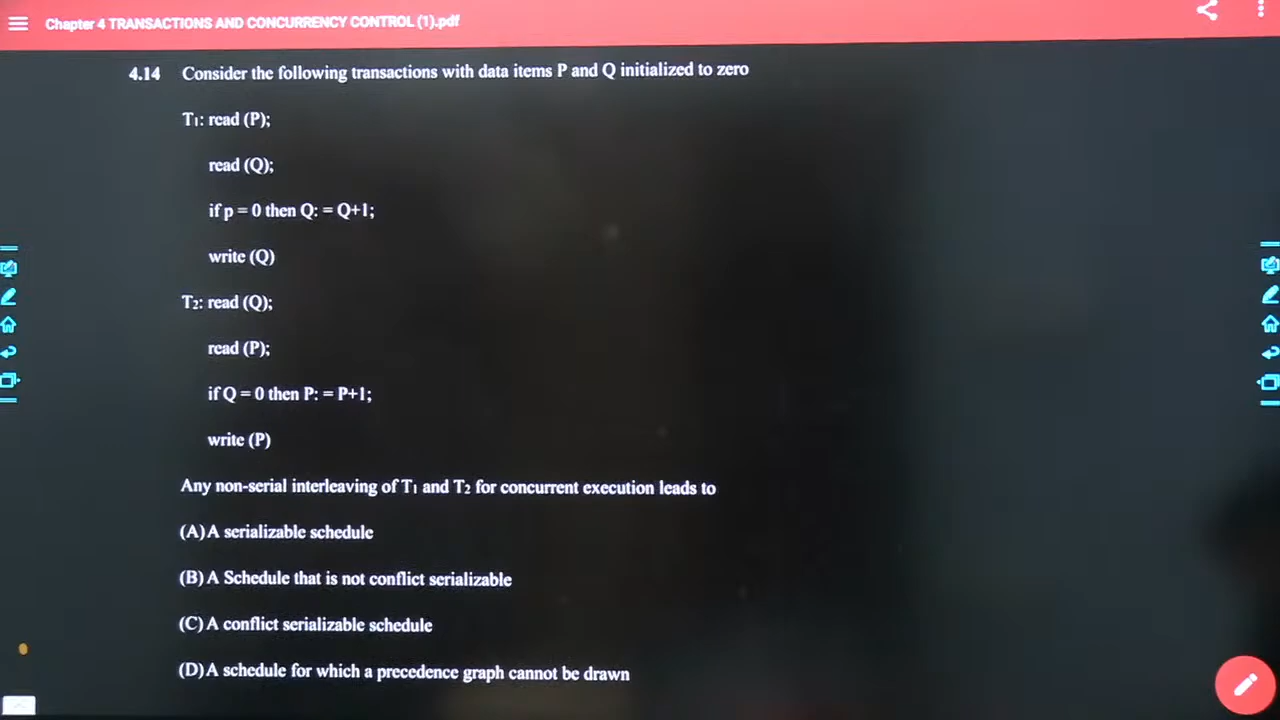 Chapter 4 TRANSACTIONS AND CONCURRENCY CONTROL (1).pdf
4.14 Consider the following transactions with data items P and Q initialized to zero
T1: read (P);
read (Q);
if p = 0 then Q: = Q+1;
write (Q)
T2: read (Q);
read (P);
if Q = 0 then P: = P+1;
write (P)
Any non-serial interleaving of T1 and T2 for concurrent execution leads to
(A) A serializable schedule
(B) A Schedule that is not conflict serializable
(C) A conflict serializable schedule
(D) A schedule for which a precedence graph cannot be drawn